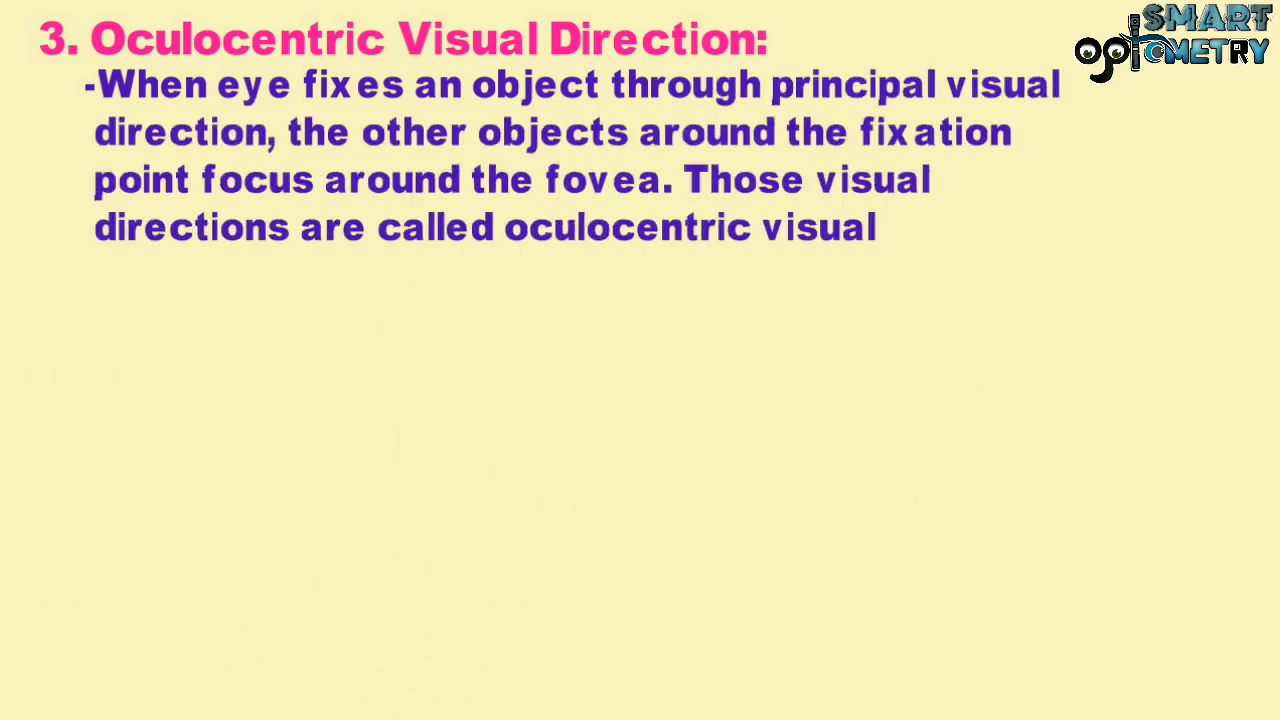 3. Oculocentric Visual Direction:
-When eye fixes an object through principal visual
direction, the other objects around the fixation
point focus around the fovea. Those visual
directions are called oculocentric visual
SMART
OPTOMETRY